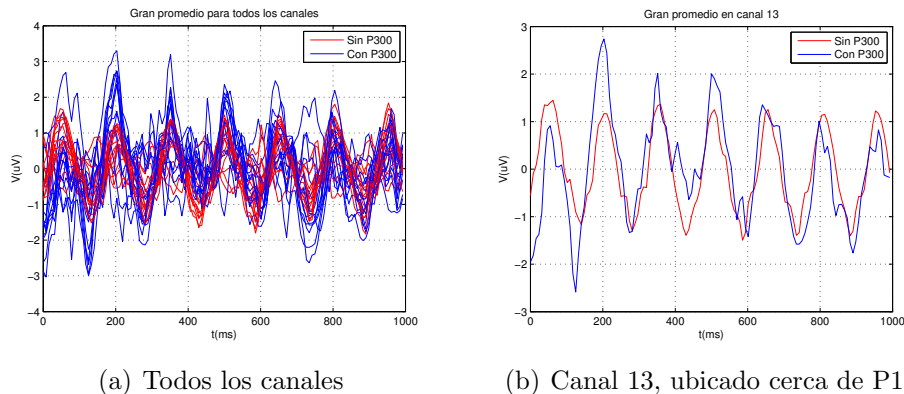 Gran promedio para todos los canales
Sin P300
Con P300
4
3
2
1
0
−1
−2
−3
−4
V(uV)
0
200
400
600
800
1000
t(ms)
(a) Todos los canales
Gran promedio en canal 13
Sin P300
Con P300
3
2
1
0
−1
−2
3
V(uV)
0
200
400
600
800
1000
t(ms)
(b) Canal 13, ubicado cerca de P1